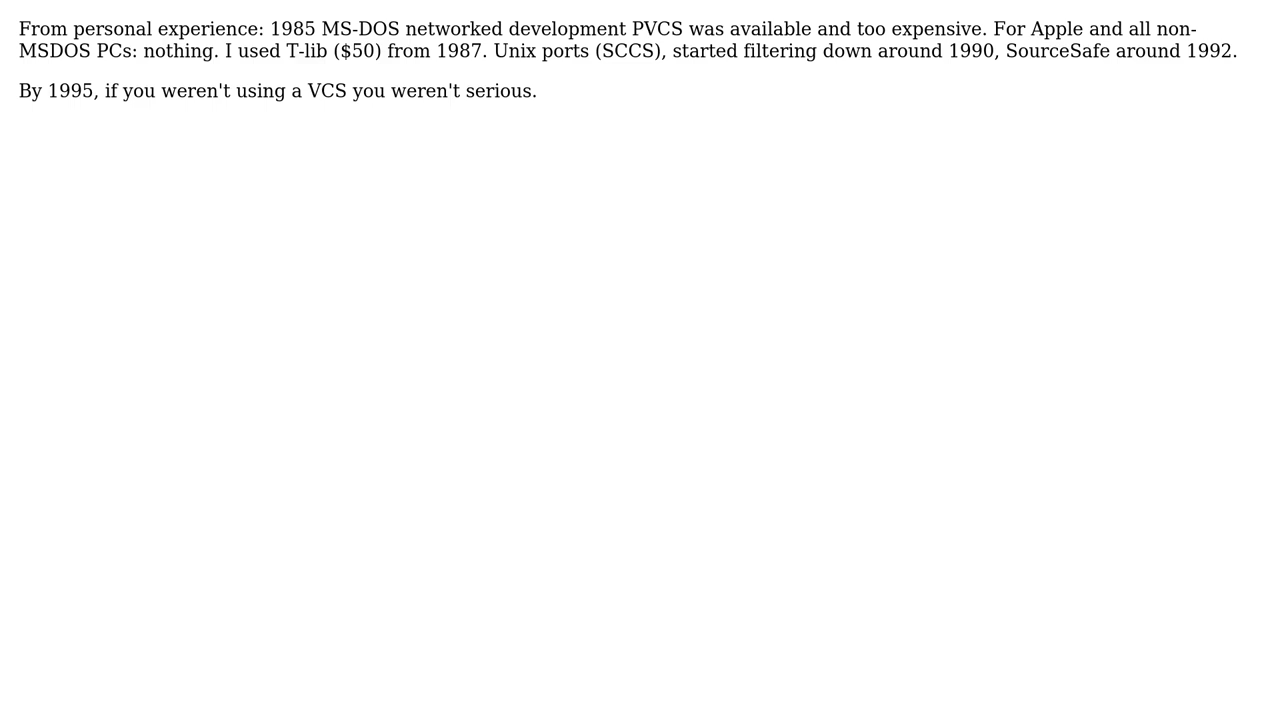 From personal experience: 1985 MS-DOS networked development PVCS was available and too expensive. For Apple and all non-
MSDOS PCs: nothing. I used T-lib ($50) from 1987. Unix ports (SCCS), started filtering down around 1990, SourceSafe around 1992.
By 1995, if you weren't using a VCS you weren't serious.